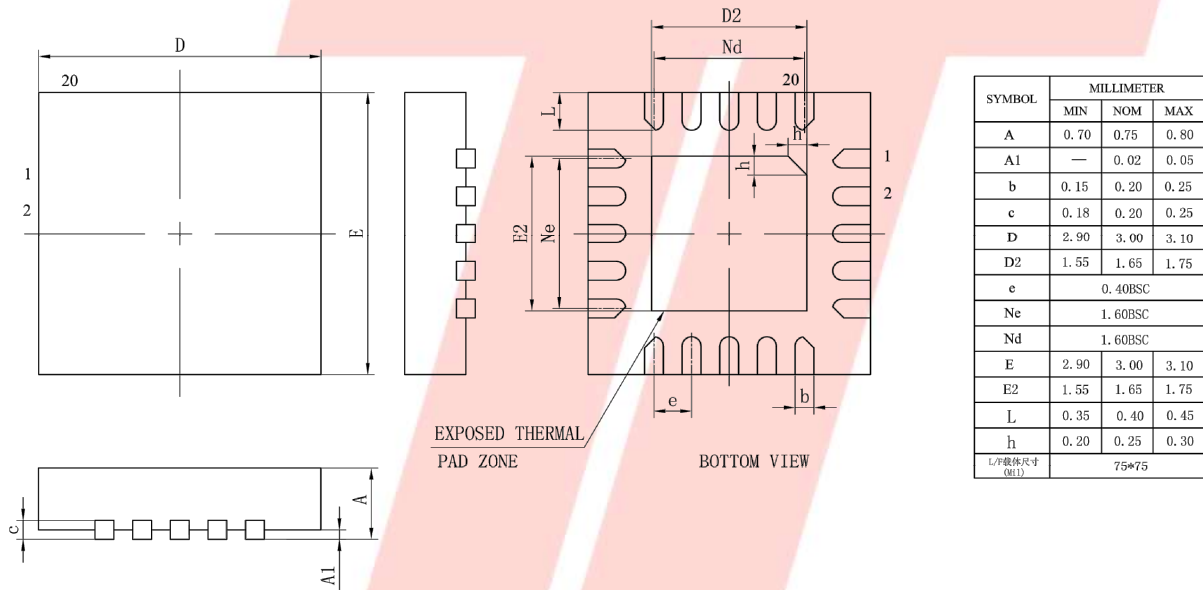 D
20
1
2
E
A
c
A1
D2
Nd
20
L
h
h
1
2
E2
Ne
e
b
EXPOSED THERMAL
PAD ZONE
BOTTOM VIEW
SYMBOL MILLIMETER
MIN NOM MAX
A 0.70 0.75 0.80
A1 — 0.02 0.05
b 0.15 0.20 0.25
c 0.18 0.20 0.25
D 2.90 3.00 3.10
D2 1.55 1.65 1.75
e 0.40BSC
Ne 1.60BSC
Nd 1.60BSC
E 2.90 3.00 3.10
E2 1.55 1.65 1.75
L 0.35 0.40 0.45
h 0.20 0.25 0.30
L/F载体尺寸 75*75
(Mil)